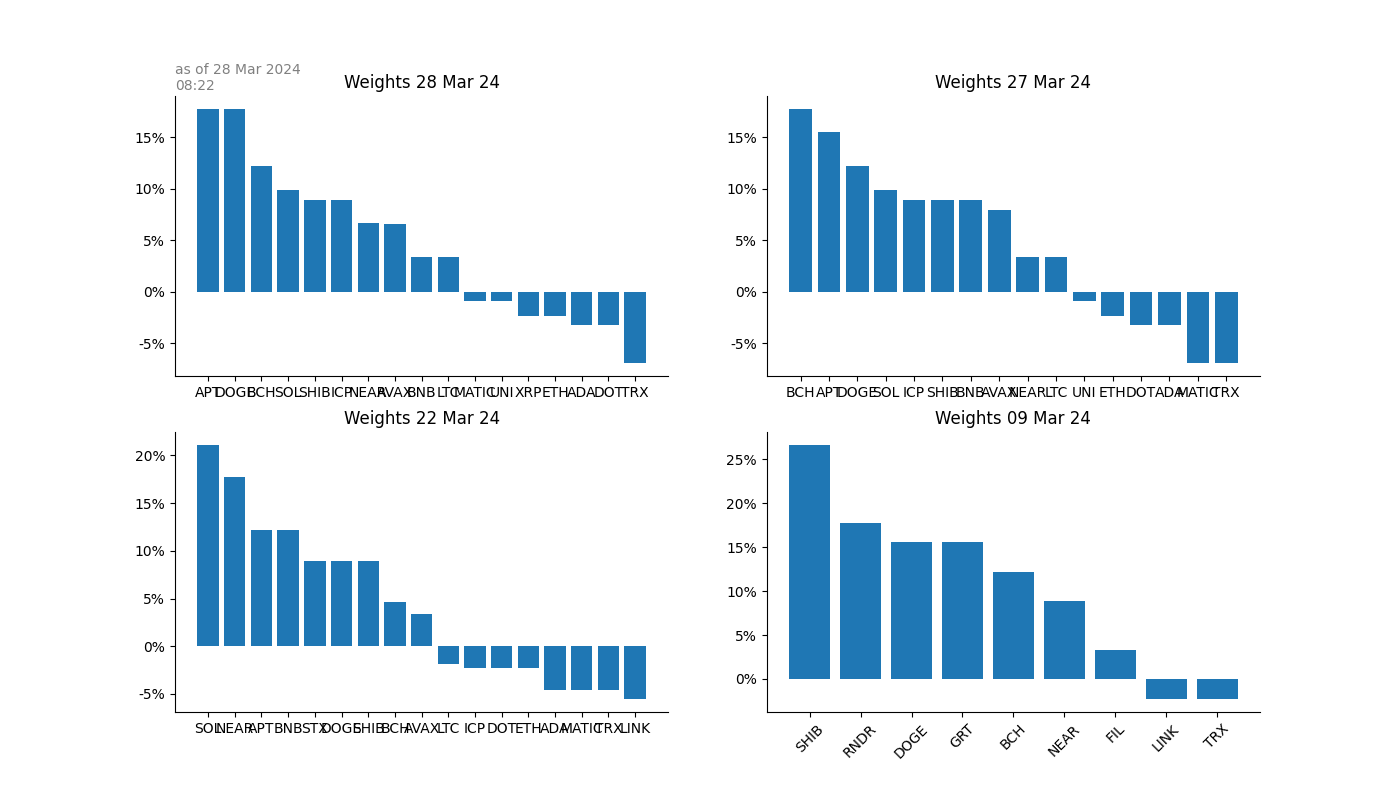 as of 28 Mar 2024
08:22
Weights 28 Mar 24
15%
10%
5%
0%
-5%
APT DOGE BCH SOL SHIB ICP NEAR AVAX BNB LTC MATIC UNI XRP ETH ADA DOT TRX
Weights 27 Mar 24
15%
10%
5%
0%
-5%
BCH APT DOGE SOL ICP SHIB BNB AVAX NEAR LTC UNI ETH DOT ADA MATIC TRX
Weights 22 Mar 24
20%
15%
10%
5%
0%
-5%
SOL NEAR APT BNB STX DOGE SHIB BCH AVAX LTC ICP DOT ETH ADA MATIC TRX LINK
Weights 09 Mar 24
25%
20%
15%
10%
5%
0%
SHIB RNDR DOGE GRT BCH NEAR FIL LINK TRX